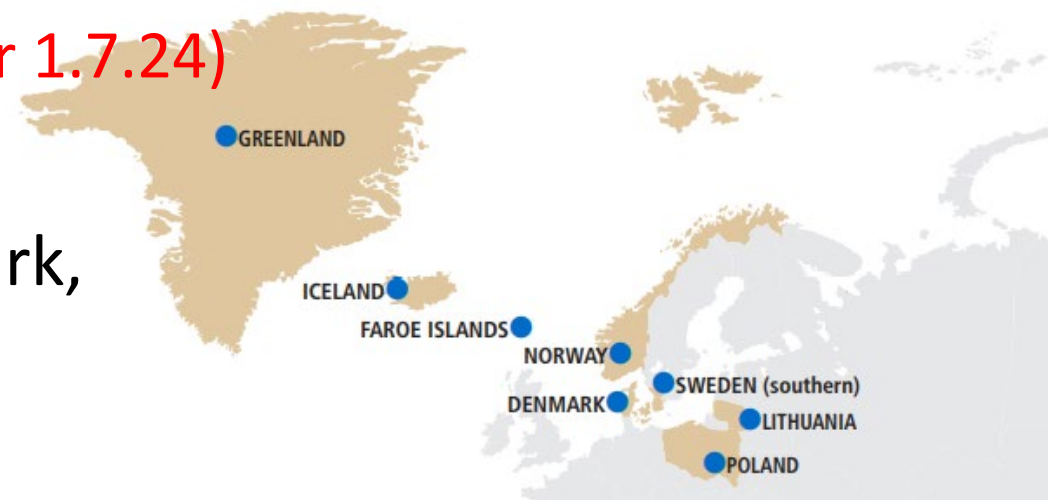 r 1.7.24)
GREENLAND
rk,
ICELAND
FAROE ISLANDS
NORWAY
SWEDEN (southern)
DENMARK
LITHUANIA
POLAND